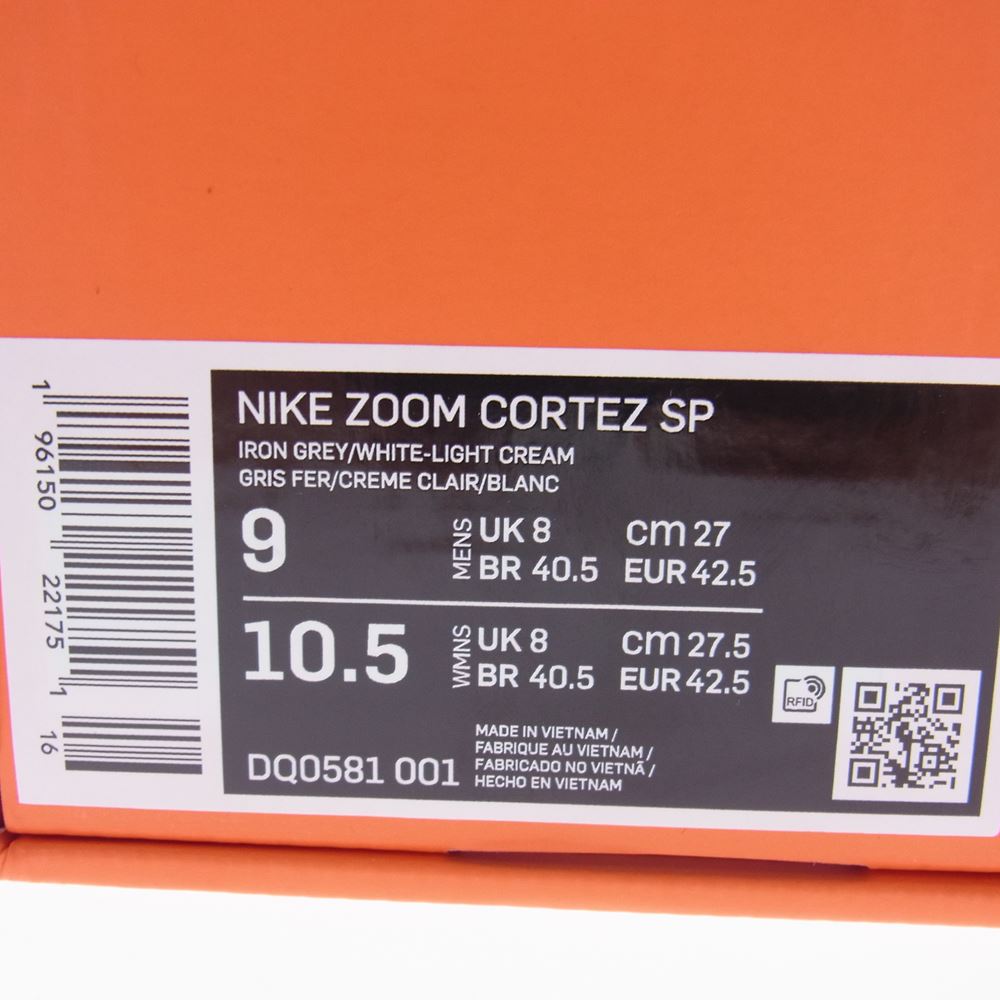 1 96150 22175 1 16
NIKE ZOOM CORTEZ SP
IRON GREY/WHITE-LIGHT CREAM
GRIS FER/CREME CLAIR/BLANC
9 MENS UK 8 cm 27
BR 40.5 EUR 42.5
10.5 WMNS UK 8 cm 27.5
BR 40.5 EUR 42.5
RFID
DQ0581 001
MADE IN VIETNAM /
FABRIQUE AU VIETNAM /
FABRICADO NO VIETNÃ /
HECHO EN VIETNAM